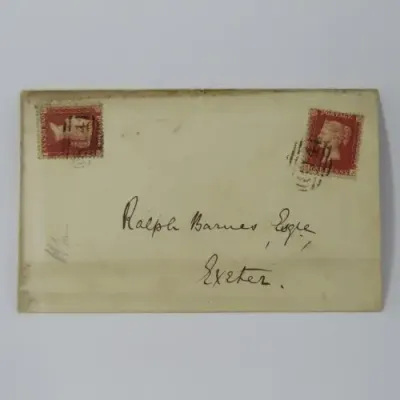 Ralph Barnes, Esqre,
Exeter.